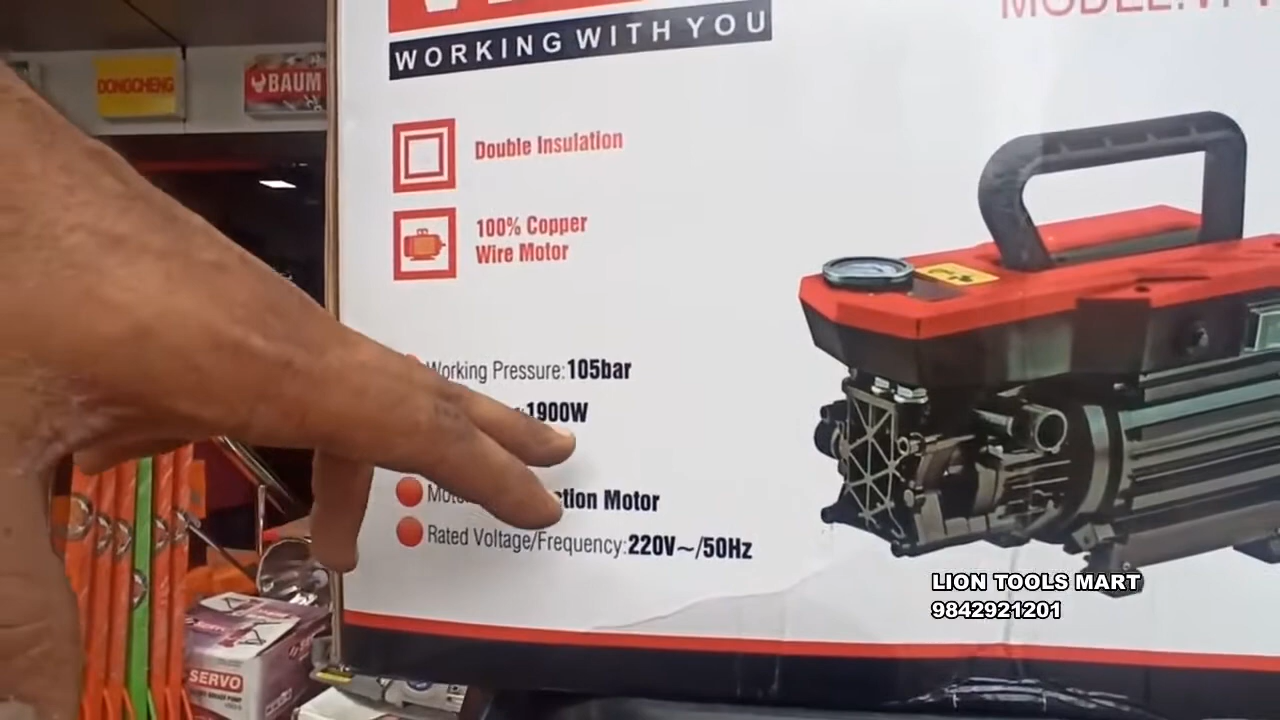 WORKING WITH YOU
DONGCHENG
BAUM
Double Insulation
100% Copper
Wire Motor
Working Pressure:105bar
1900W
Motor
Rated Voltage/Frequency:220V~/50Hz
LION TOOLS MART
9842921201
SERVO